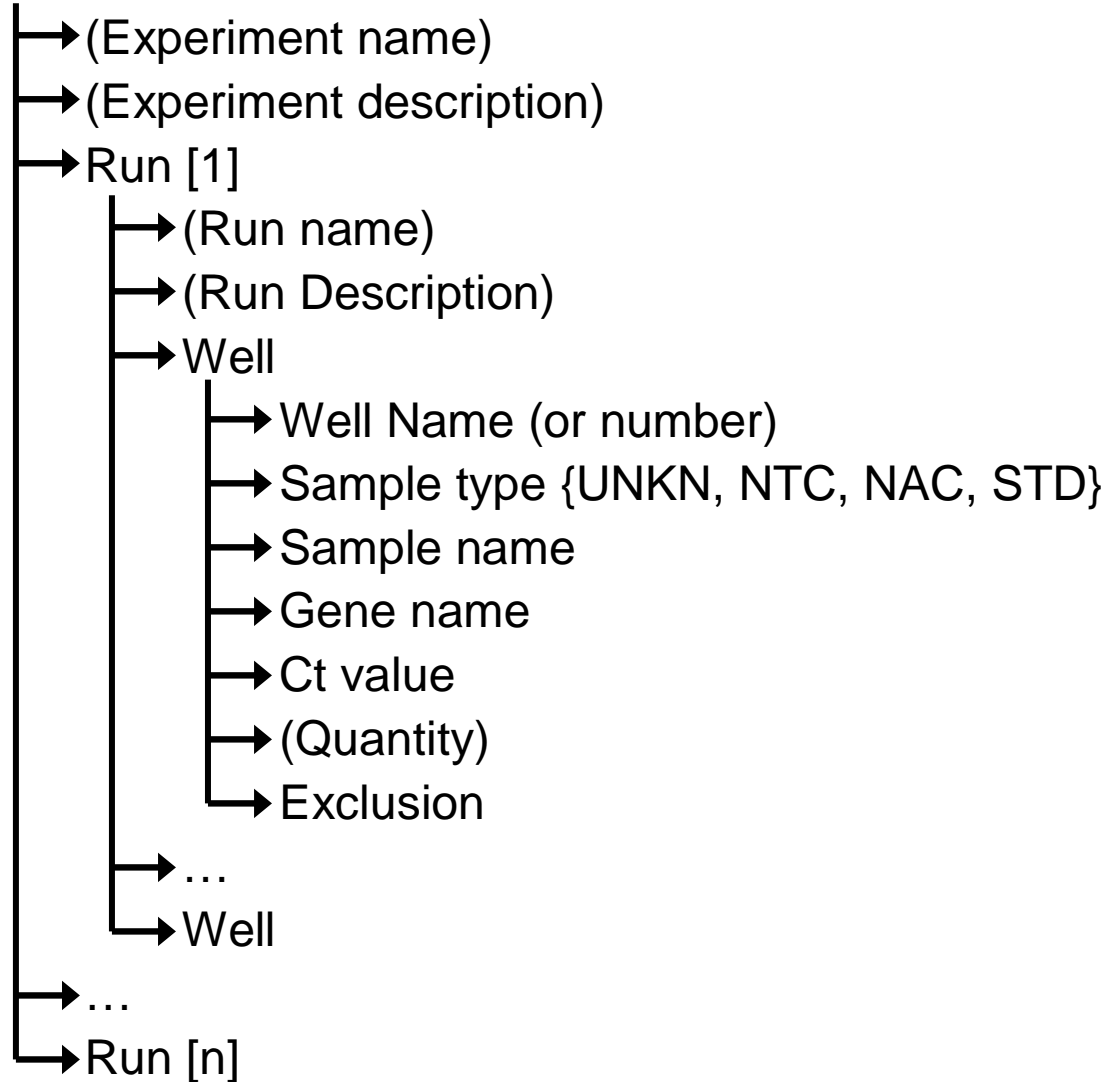 (Experiment name)
(Experiment description)
Run [1]
(Run name)
(Run Description)
Well
Well Name (or number)
Sample type {UNKN, NTC, NAC, STD}
Sample name
Gene name
Ct value
(Quantity)
Exclusion
…
Well
…
Run [n]